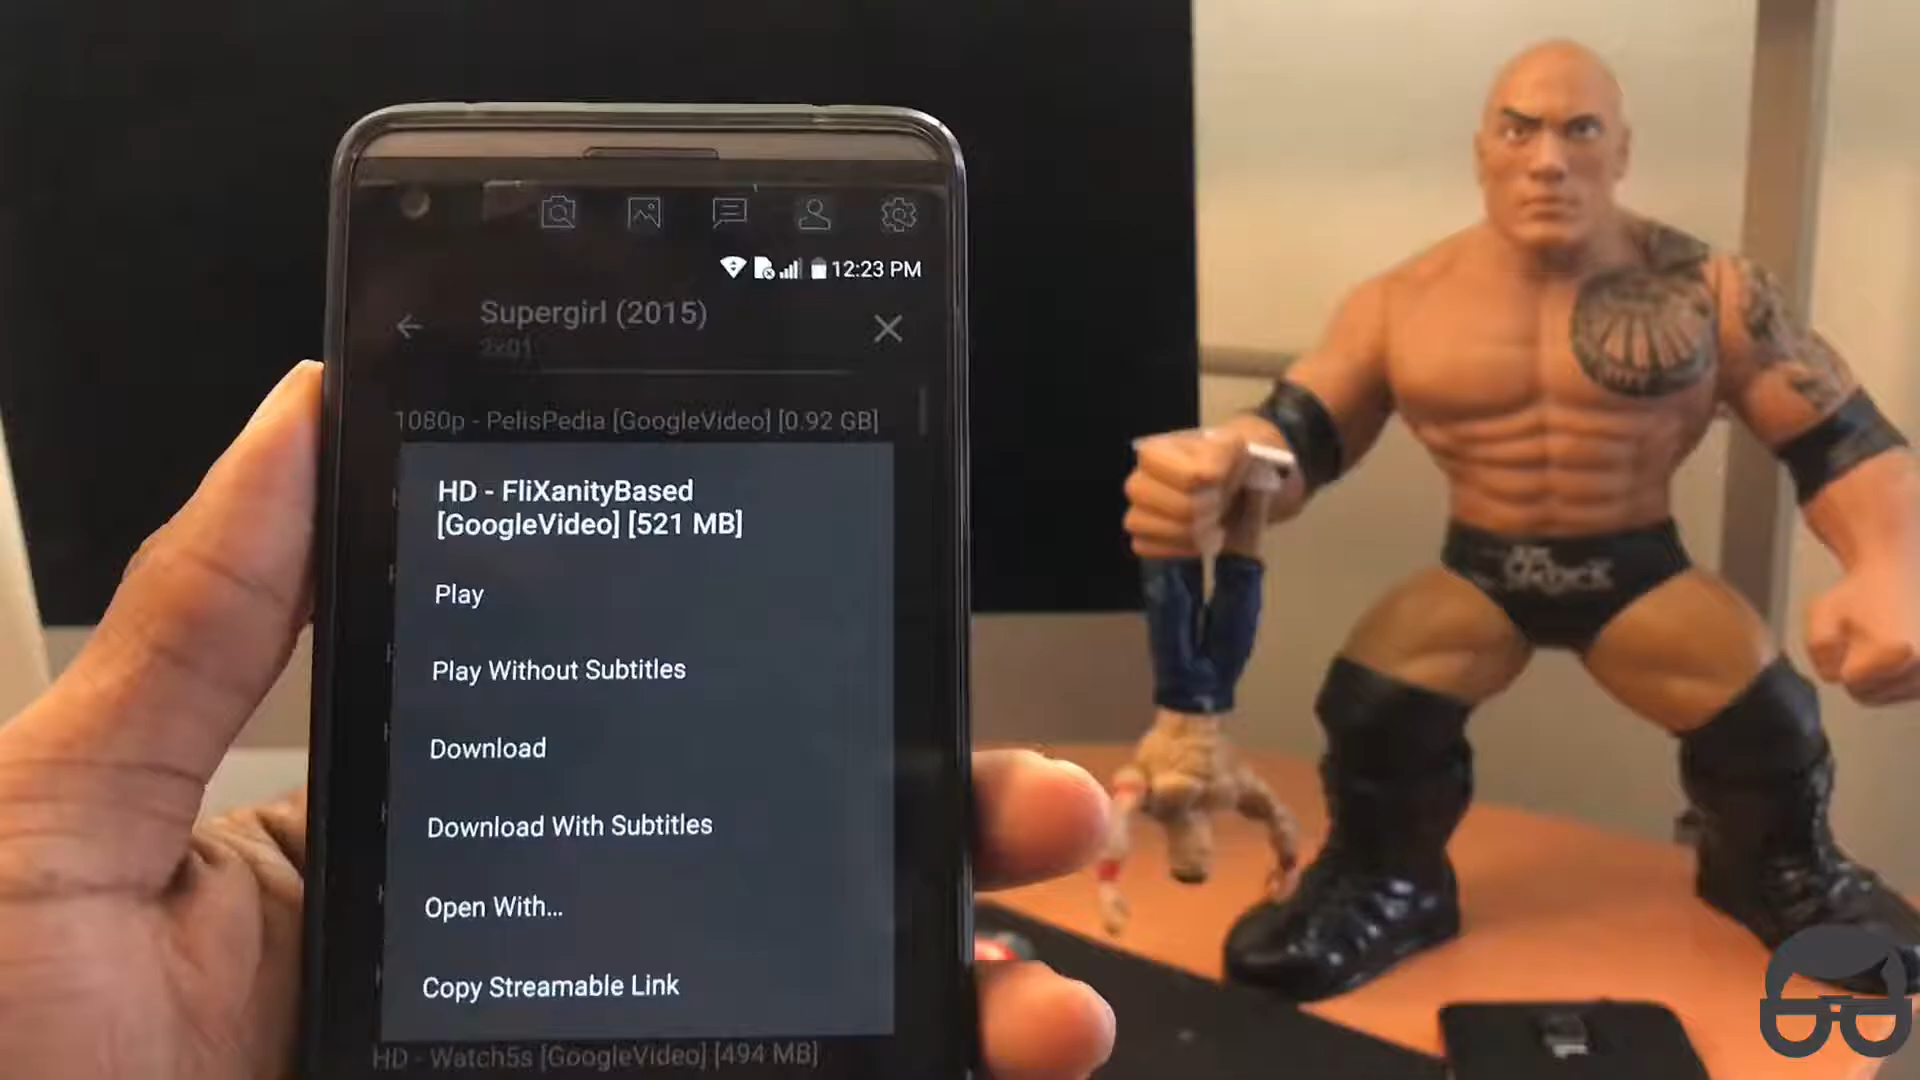 12:23 PM
Supergirl (2015)
2x01
1080p - PelisPedia [GoogleVideo] [0.92 GB]
HD - FliXanityBased
[GoogleVideo] [521 MB]
Play
Play Without Subtitles
Download
Download With Subtitles
Open With...
Copy Streamable Link
HD - Watch5s [GoogleVideo] [494 MB]